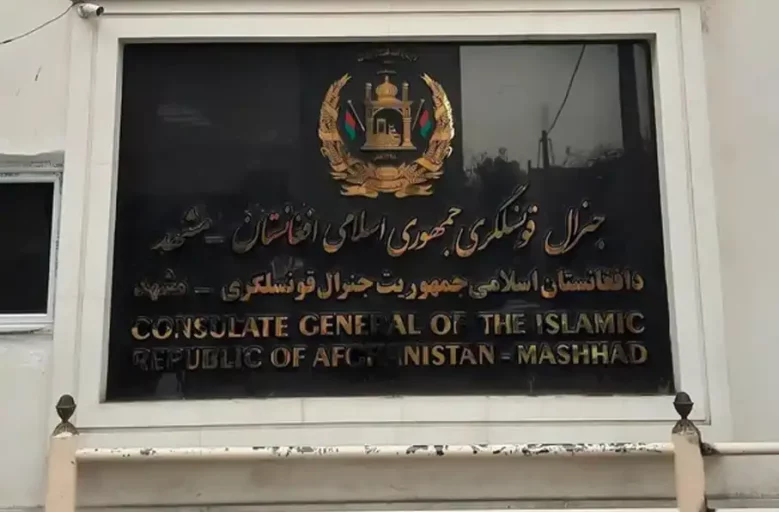 جنرال قونسلگری جمهوری اسلامی افغانستان – مشهد
دافغانستان اسلامی جمهوریت جنرال قونسلگری – مشهد
CONSULATE GENERAL OF THE ISLAMIC
REPUBLIC OF AFGHANISTAN - MASHHAD